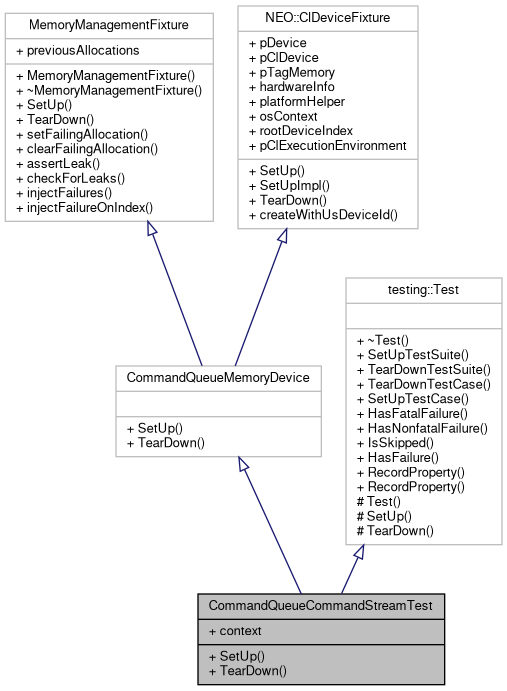 MemoryManagementFixture
+ previousAllocations
+ MemoryManagementFixture()
+ ~MemoryManagementFixture()
+ SetUp()
+ TearDown()
+ setFailingAllocation()
+ clearFailingAllocation()
+ assertLeak()
+ checkForLeaks()
+ injectFailures()
+ injectFailureOnIndex()
NEO::ClDeviceFixture
+ pDevice
+ pClDevice
+ pTagMemory
+ hardwareInfo
+ platformHelper
+ osContext
+ rootDeviceIndex
+ pClExecutionEnvironment
+ SetUp()
+ SetUpImpl()
+ TearDown()
+ createWithUsDeviceId()
CommandQueueMemoryDevice
+ SetUp()
+ TearDown()
testing::Test
+ ~Test()
+ SetUpTestSuite()
+ TearDownTestSuite()
+ TearDownTestCase()
+ SetUpTestCase()
+ HasFatalFailure()
+ HasNonfatalFailure()
+ IsSkipped()
+ HasFailure()
+ RecordProperty()
+ RecordProperty()
# Test()
# SetUp()
# TearDown()
CommandQueueCommandStreamTest
+ context
+ SetUp()
+ TearDown()